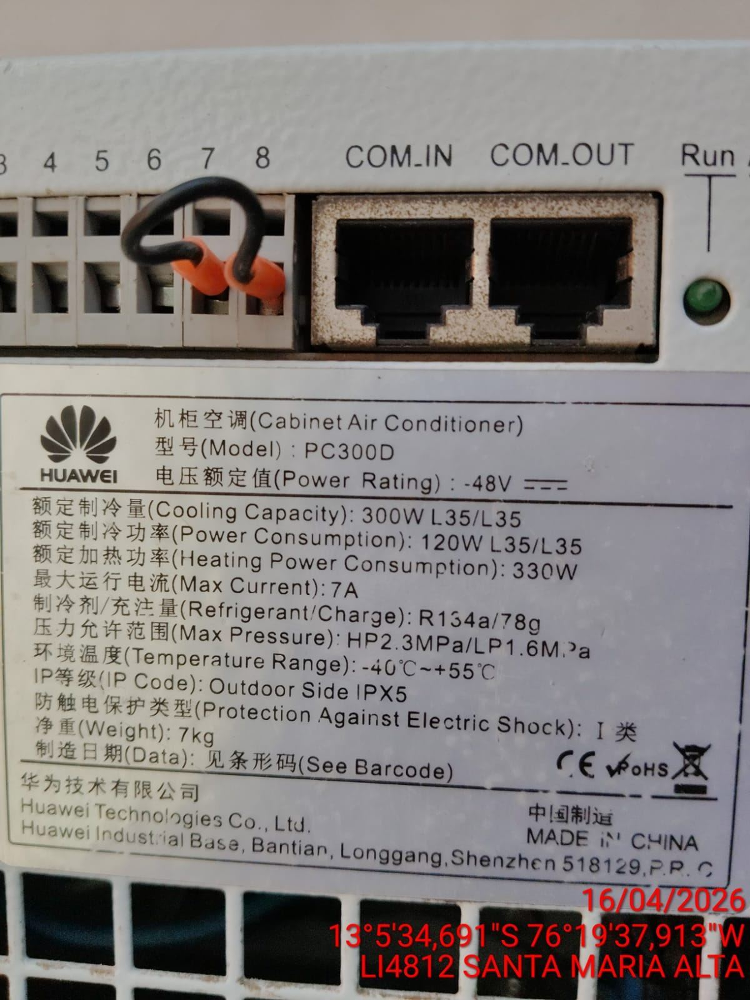 3 4 5 6 7 8 COM_IN COM_OUT Run
HUAWEI
机柜空调(Cabinet Air Conditioner)
型号(Model) : PC300D
电压额定值(Power Rating) : -48V
额定制冷量(Cooling Capacity): 300W L35/L35
额定制冷功率(Power Consumption): 120W L35/L35
额定加热功率(Heating Power Consumption): 330W
最大运行电流(Max Current): 7A
制冷剂/充注量(Refrigerant/Charge): R134a/78g
压力允许范围(Max Pressure): HP2.3MPa/LP1.6MPa
环境温度(Temperature Range): -40℃~+55℃
IP等级(IP Code): Outdoor Side IPX5
防触电保护类型(Protection Against Electric Shock): I 类
净重(Weight): 7kg
制造日期(Data): 见条形码(See Barcode)
CE RoHS
华为技术有限公司
Huawei Technologies Co., Ltd.
Huawei Industrial Base, Bantian, Longgang,Shenzhen 518129,P.R. C
中国制造
MADE IN CHINA
16/04/2026
13°5'34,691"S 76°19'37,913"W
LI4812 SANTA MARIA ALTA